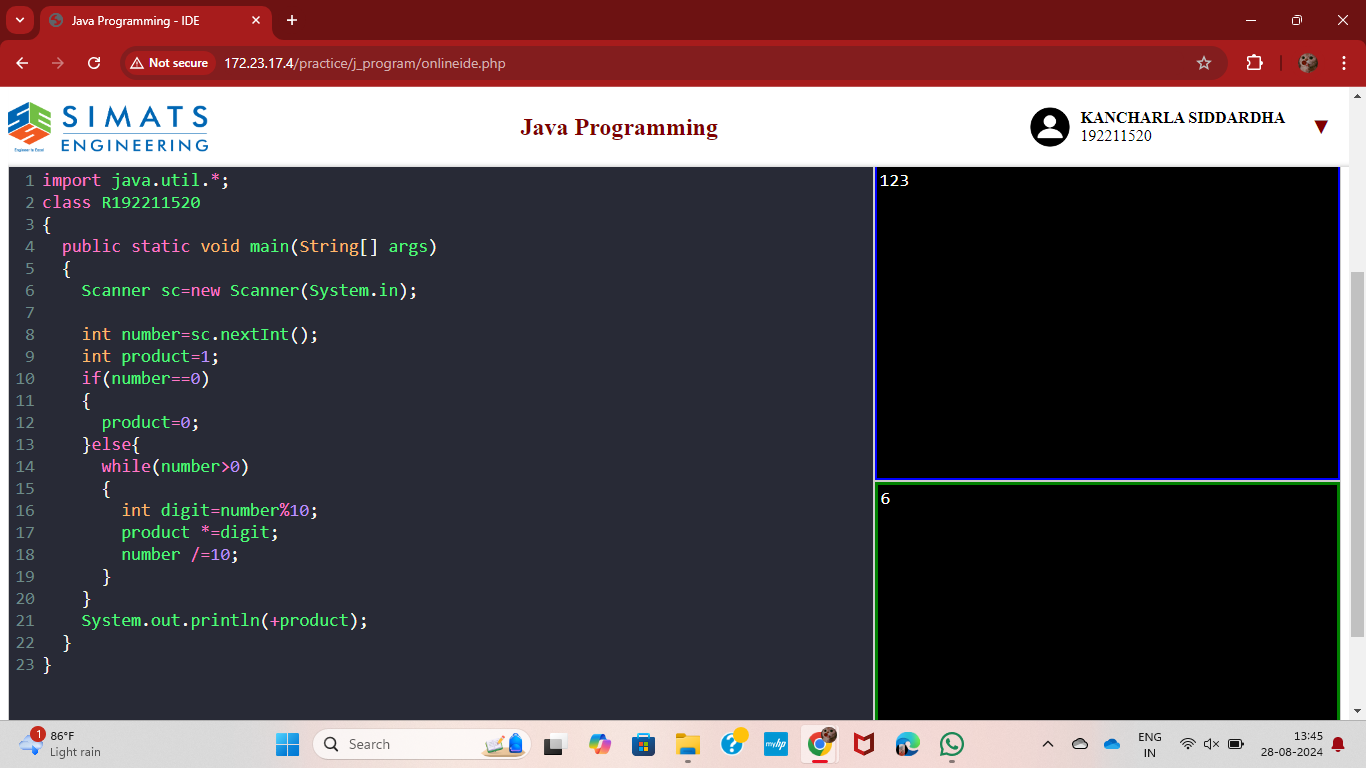 Java Programming - IDE
Not secure
172.23.17.4/practice/j_program/onlineide.php
SIMATS
ENGINEERING
Engineer to Excel
Java Programming
KANCHARLA SIDDARDHA
192211520
1 import java.util.*;
2 class R192211520
3 {
4   public static void main(String[] args)
5   {
6     Scanner sc=new Scanner(System.in);
7
8     int number=sc.nextInt();
9     int product=1;
10     if(number==0)
11     {
12       product=0;
13     }else{
14       while(number>0)
15       {
16         int digit=number%10;
17         product *=digit;
18         number /=10;
19       }
20     }
21     System.out.println(+product);
22   }
23 }
123
6
1
86°F
Light rain
Search
myhp
ENG
IN
13:45
28-08-2024